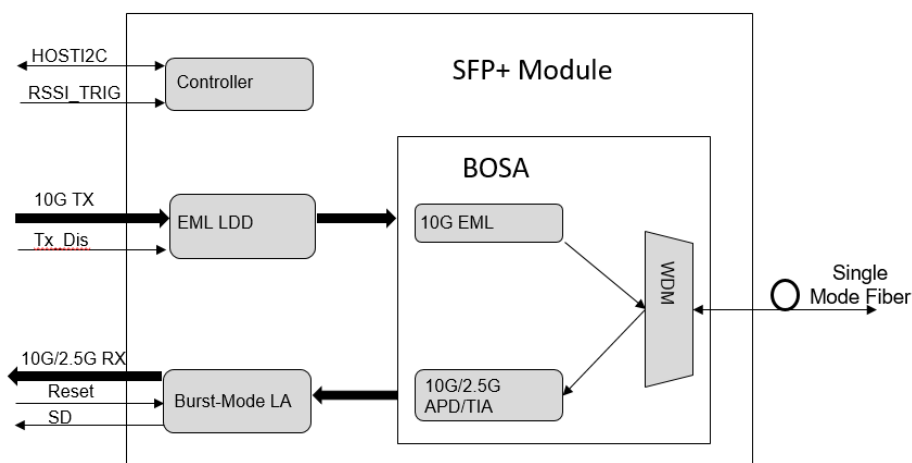 HOSTI2C
RSSI_TRIG
Controller
SFP+ Module
BOSA
10G TX
Tx_Dis
EML LDD
10G EML
WDM
Single
Mode Fiber
10G/2.5G RX
Reset
SD
Burst-Mode LA
10G/2.5G
APD/TIA